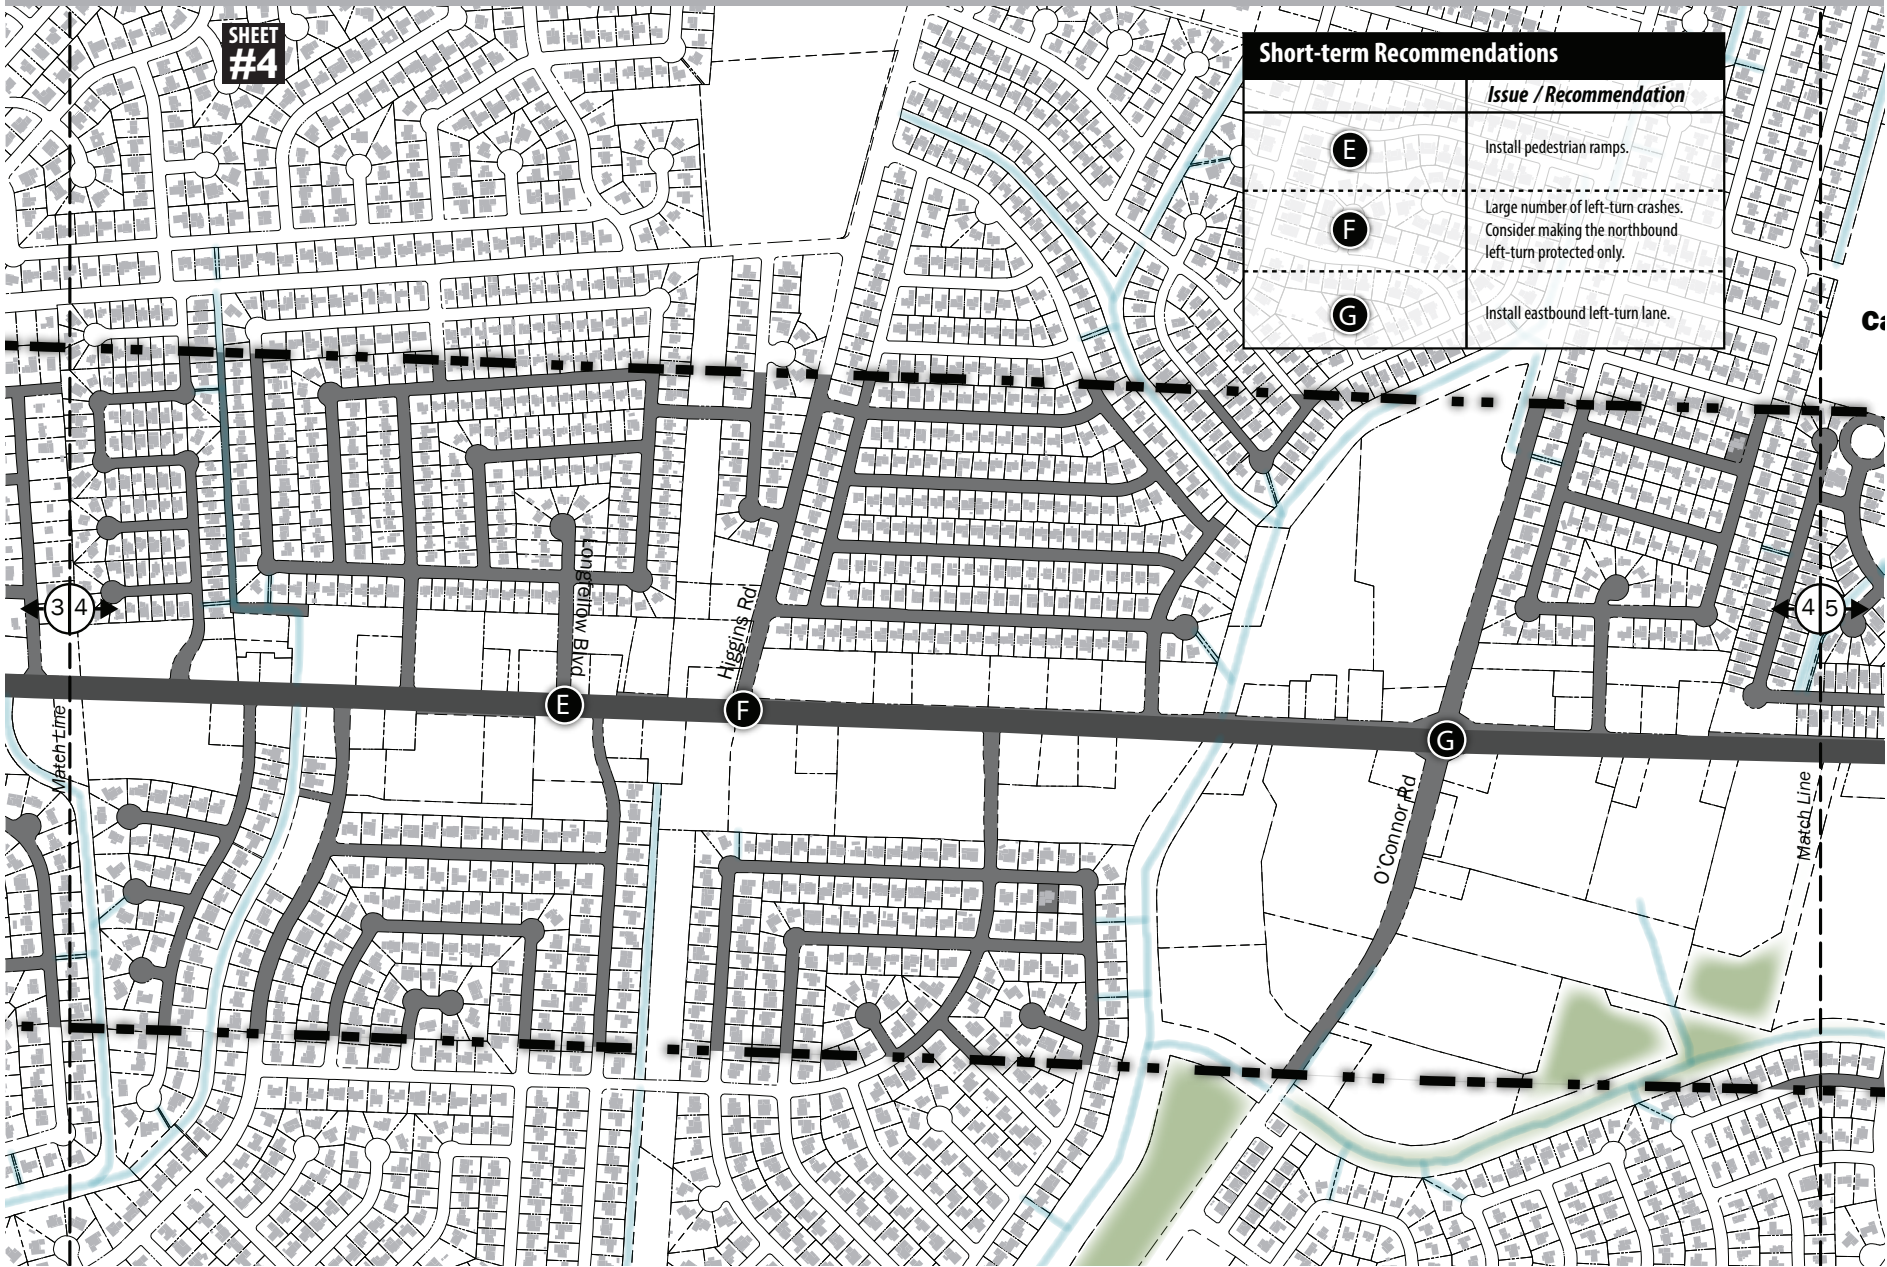 SHEET
#4
Short-term Recommendations
Issue / Recommendation
E
Install pedestrian ramps.
F
Large number of left-turn crashes.
Consider making the northbound
left-turn protected only.
G
Install eastbound left-turn lane.
ca
3 4
4 5
Longfellow Blvd
Higgins Rd
E
F
G
O'Connor Rd
Match Line
Match Line